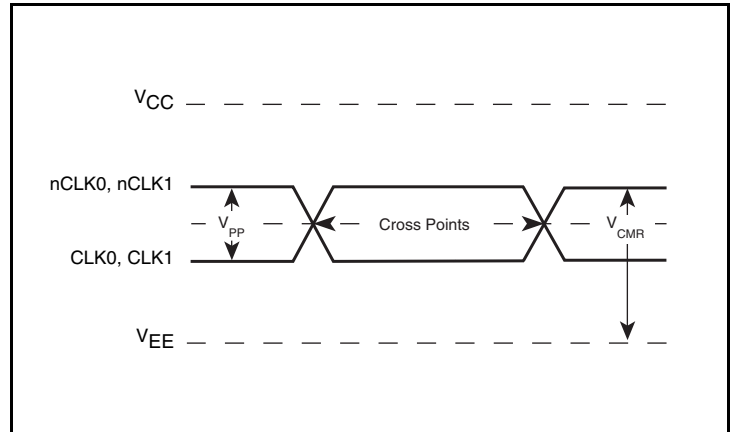 VCC
nCLK0, nCLK1
VPP
Cross Points
VCMR
CLK0, CLK1
VEE